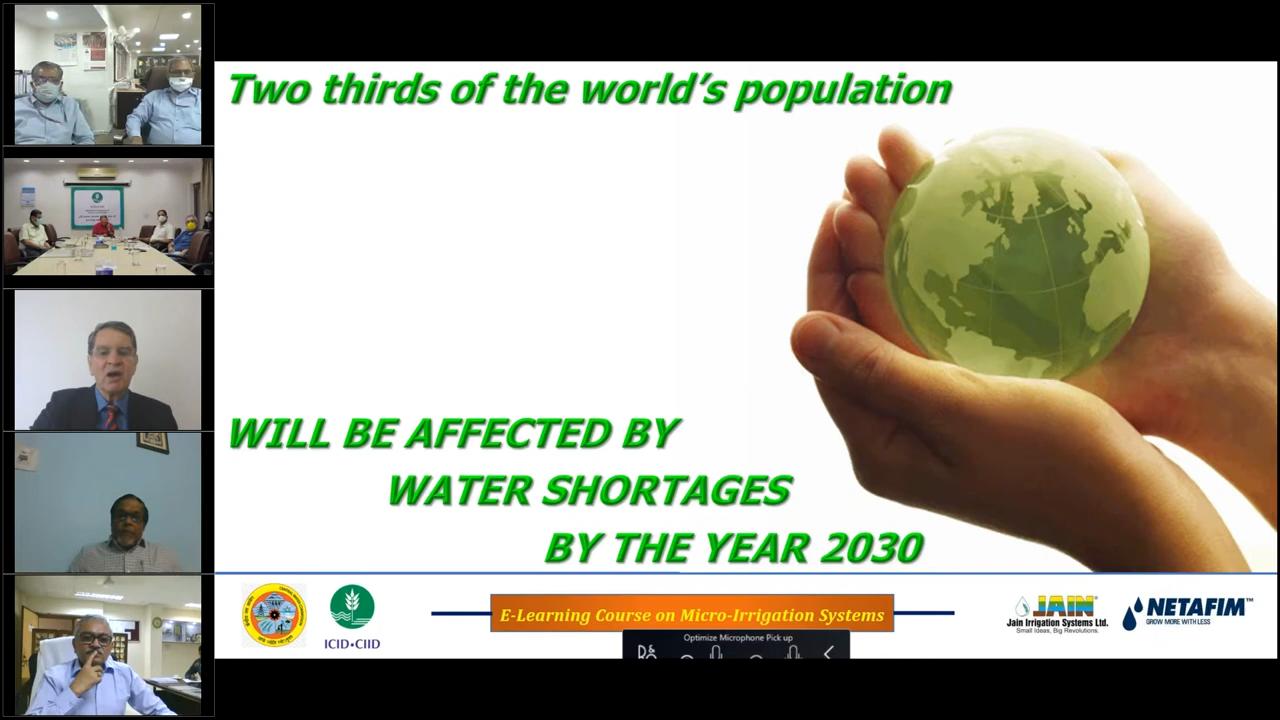 Two thirds of the world's population
WILL BE AFFECTED BY
WATER SHORTAGES
BY THE YEAR 2030
ICID•CIID
E-Learning Course on Micro-Irrigation Systems
JAIN®
Jain Irrigation Systems Ltd.
Small Ideas, Big Revolutions.
NETAFIM™
GROW MORE WITH LESS
Optimize Microphone Pick up